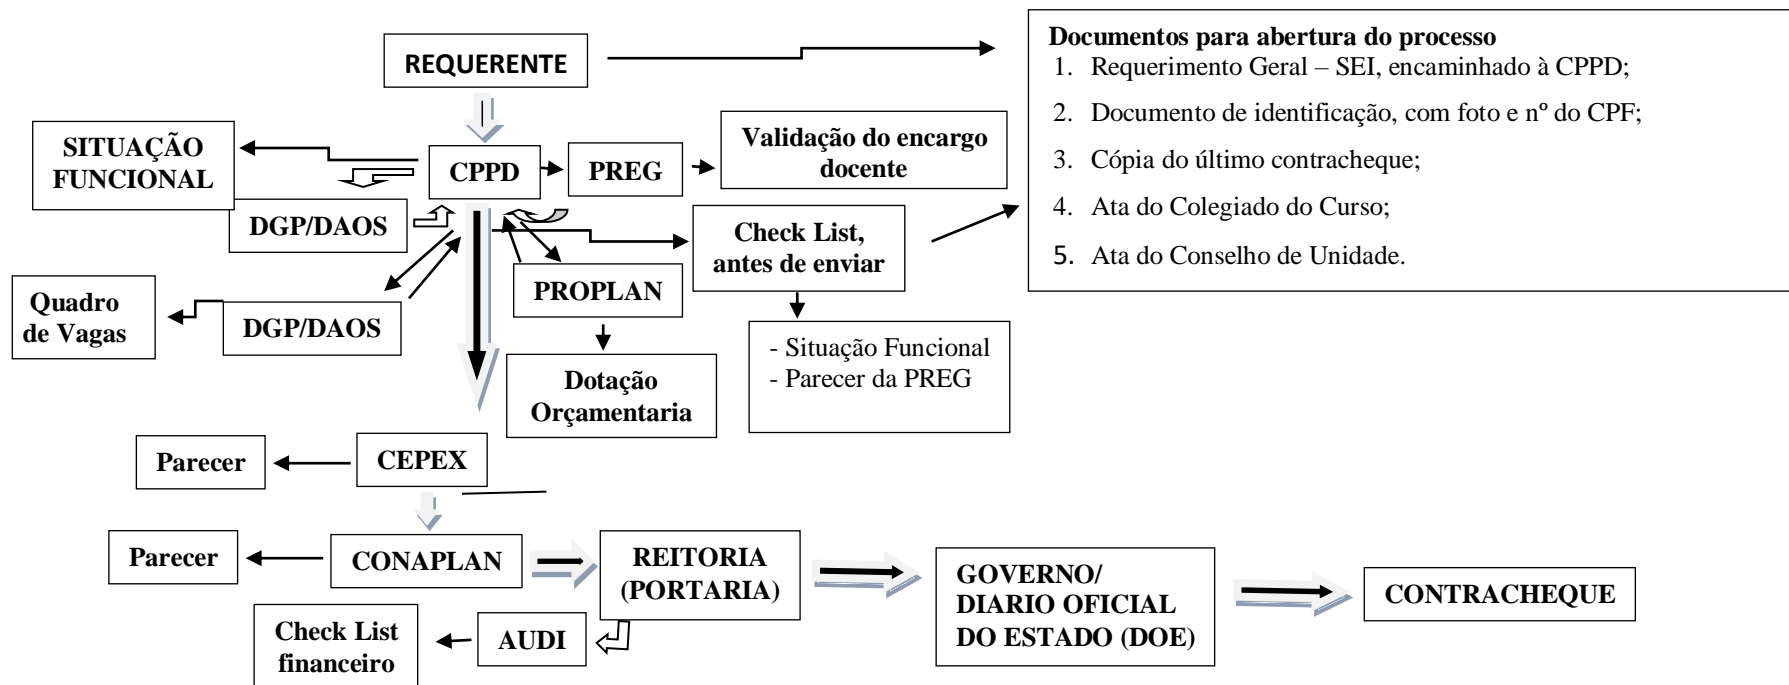 REQUERENTE
Documentos para abertura do processo
1. Requerimento Geral – SEI, encaminhado à CPPD;
2. Documento de identificação, com foto e nº do CPF;
3. Cópia do último contracheque;
4. Ata do Colegiado do Curso;
5. Ata do Conselho de Unidade.
SITUAÇÃO
FUNCIONAL
CPPD
PREG
Validação do encargo
docente
DGP/DAOS
Check List,
antes de enviar
PROPLAN
Quadro
de Vagas
DGP/DAOS
- Situação Funcional
- Parecer da PREG
Dotação
Orçamentaria
Parecer
CEPEX
Parecer
CONAPLAN
REITORIA
(PORTARIA)
GOVERNO/
DIARIO OFICIAL
DO ESTADO (DOE)
CONTRACHEQUE
Check List
financeiro
AUDI